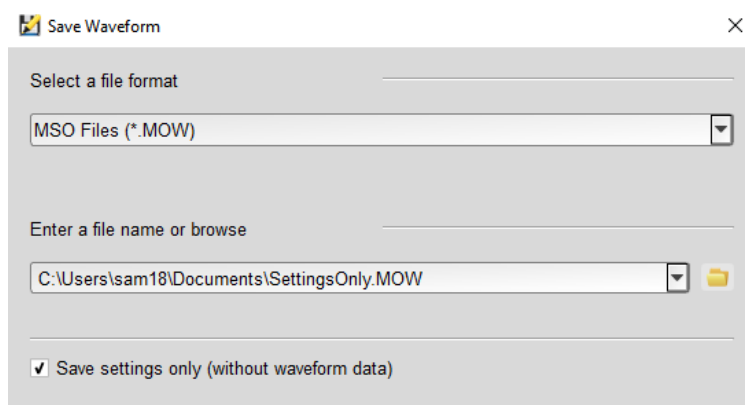 Save Waveform
Select a file format
MSO Files (*.MOW)
Enter a file name or browse
C:\Users\sam18\Documents\SettingsOnly.MOW
Save settings only (without waveform data)